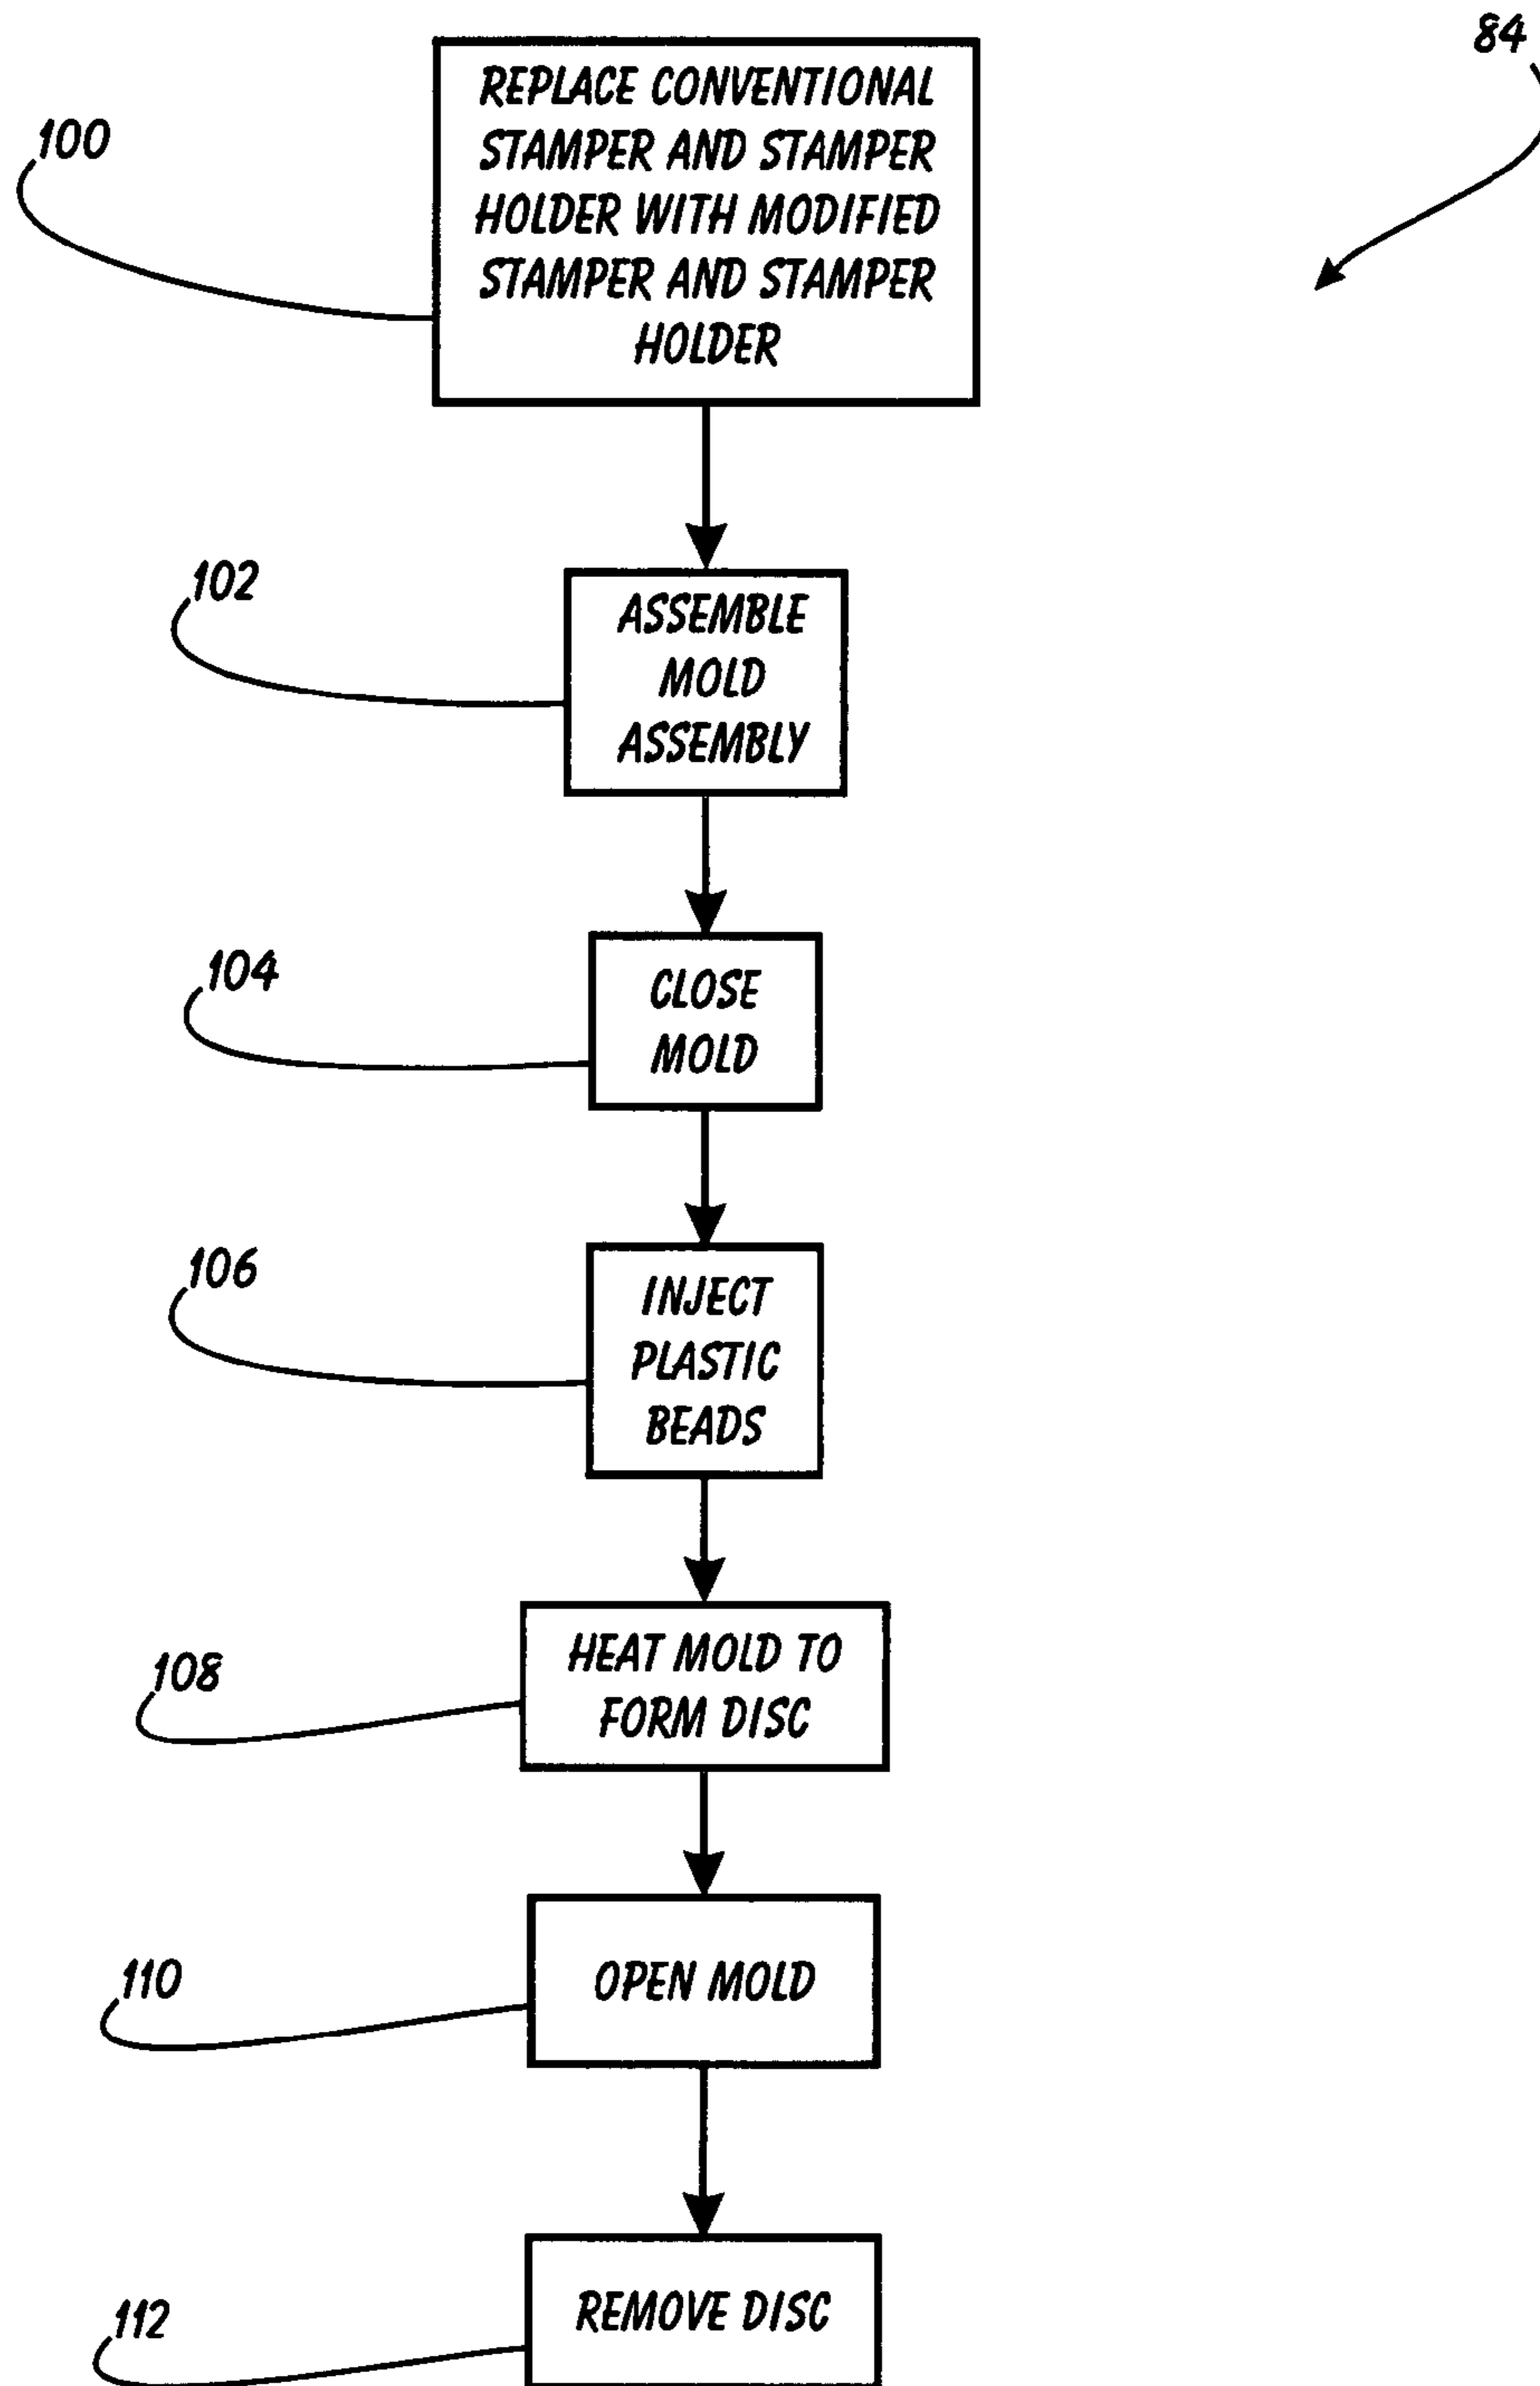 84
100
REPLACE CONVENTIONAL
STAMPER AND STAMPER
HOLDER WITH MODIFIED
STAMPER AND STAMPER
HOLDER
102
ASSEMBLE
MOLD
ASSEMBLY
104
CLOSE
MOLD
106
INJECT
PLASTIC
BEADS
108
HEAT MOLD TO
FORM DISC
110
OPEN MOLD
112
REMOVE DISC